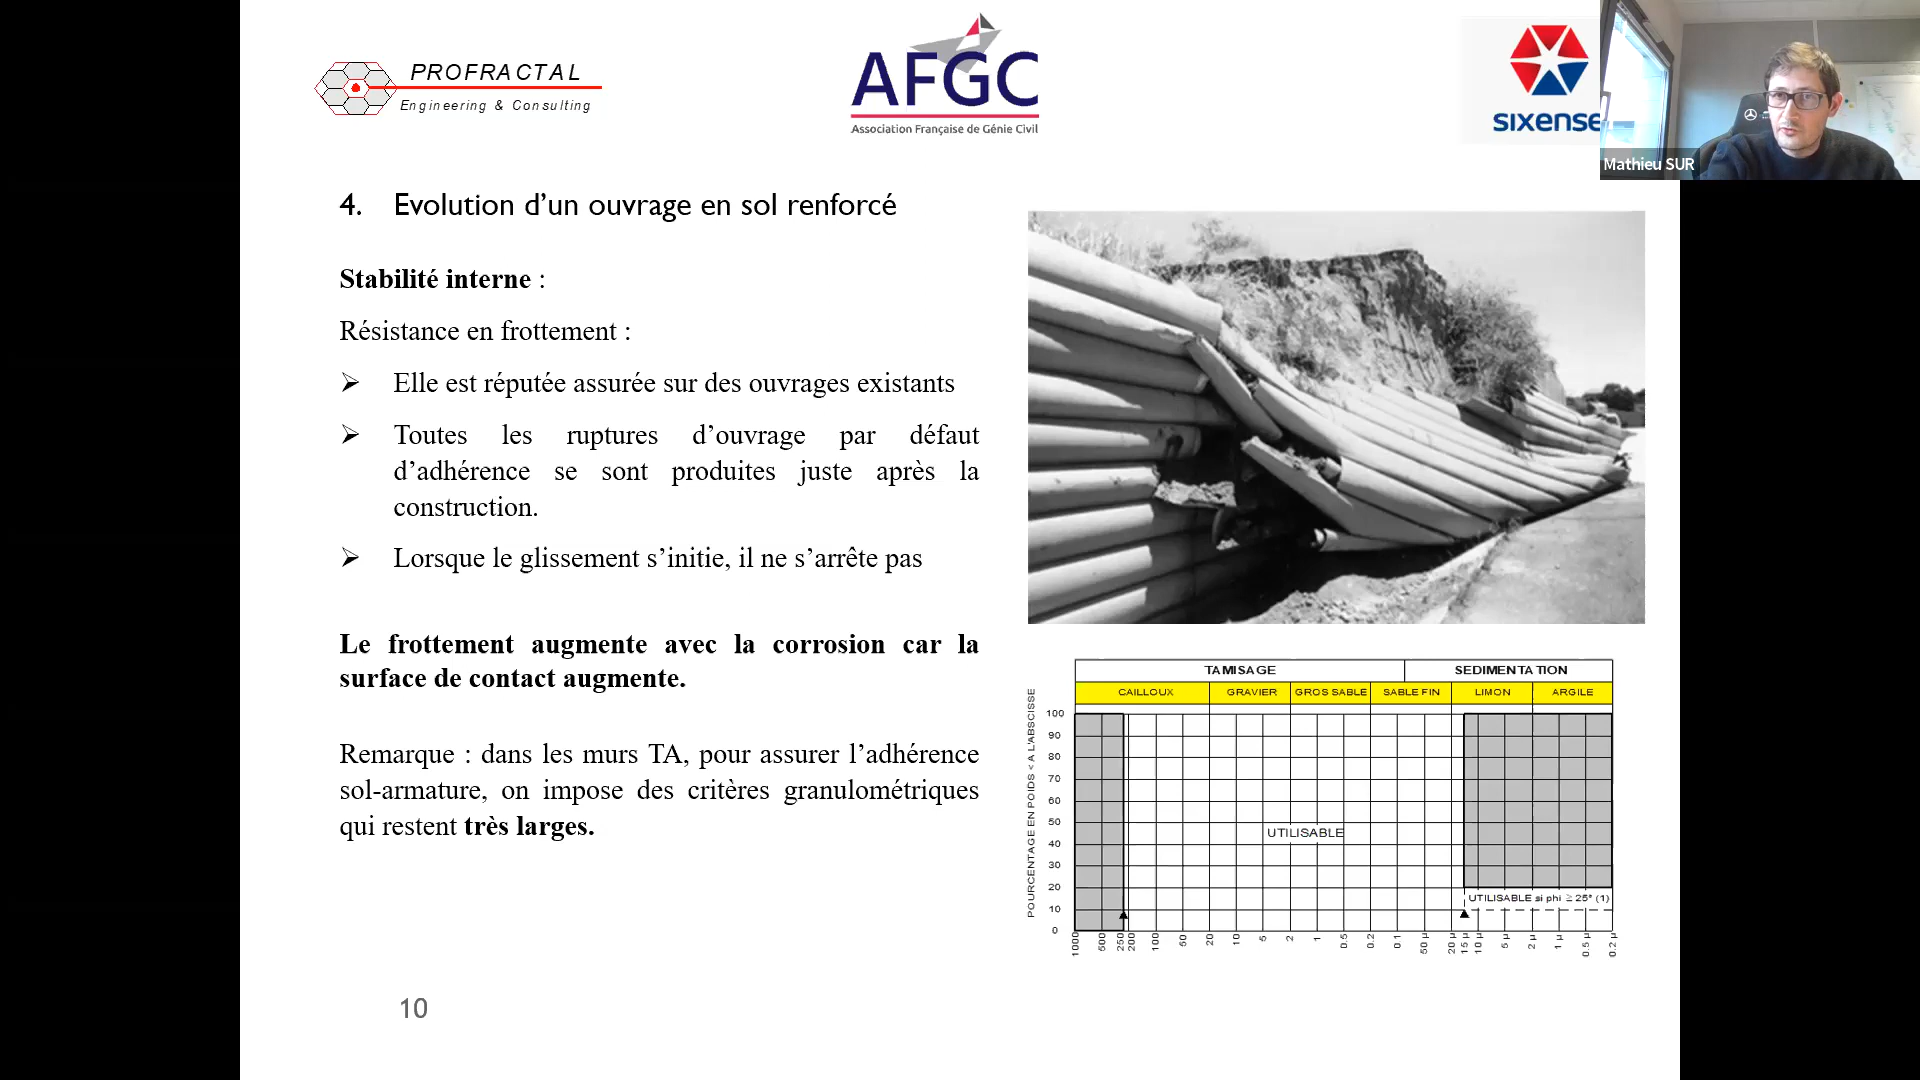 PROFRACTAL
Engineering & Consulting
AFGC
Association Française de Génie Civil
sixense
Mathieu SUR
4. Evolution d’un ouvrage en sol renforcé
Stabilité interne :
Résistance en frottement :
➢ Elle est réputée assurée sur des ouvrages existants
➢ Toutes les ruptures d’ouvrage par défaut
d’adhérence se sont produites juste après la
construction.
➢ Lorsque le glissement s’initie, il ne s’arrête pas
Le frottement augmente avec la corrosion car la
surface de contact augmente.
Remarque : dans les murs TA, pour assurer l’adhérence
sol-armature, on impose des critères granulométriques
qui restent très larges.
TAMISAGE SEDIMENTATION
CAILLOUX GRAVIER GROS SABLE SABLE FIN LIMON ARGILE
POURCENTAGE EN POIDS < A L'ABSCISSE
100
90
80
70
60
50
40
30
20
10
0
UTILISABLE
UTILISABLE si phi ≥ 25° (1)
1000 500 250 200 100 50 20 10 5 2 1 0.5 0.2 0.1 50 µ 20 µ 15 µ 10 µ 5 µ 2 µ 1 µ 0.5 µ 0.2 µ
10